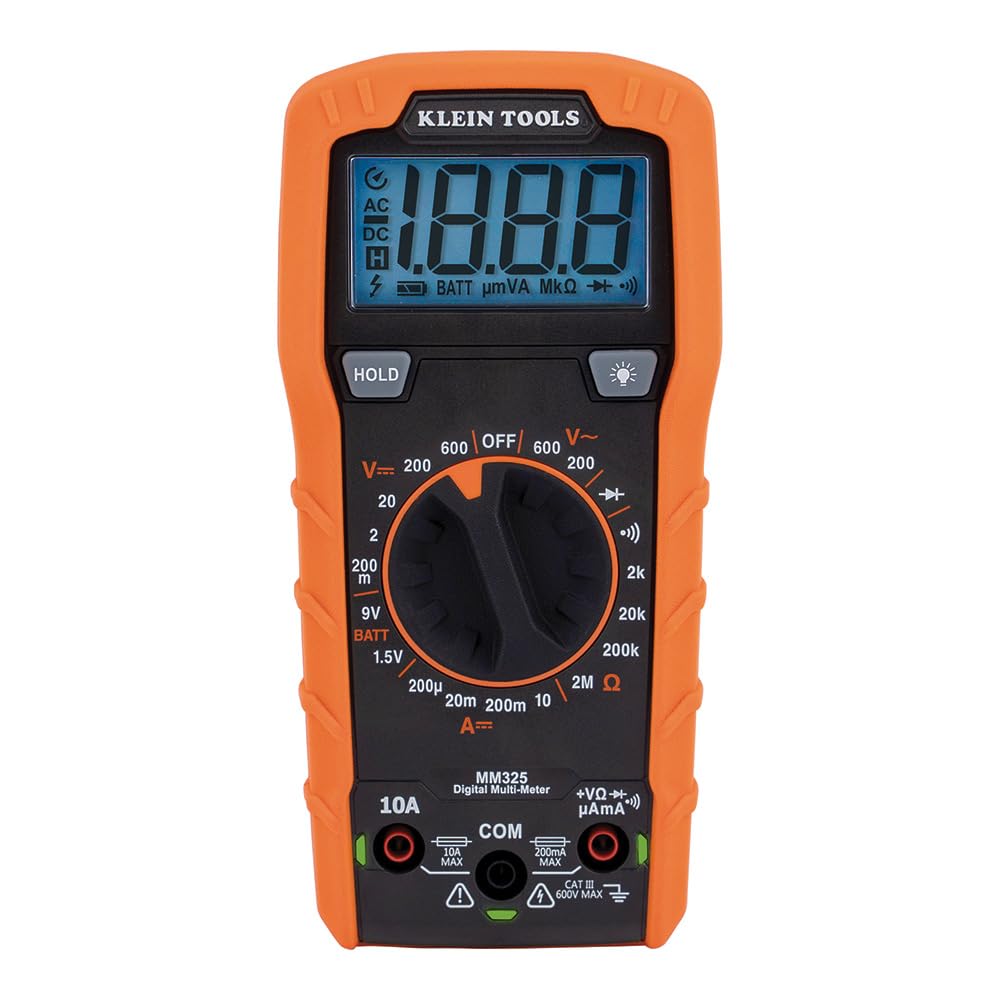 KLEIN TOOLS
AC
DC
1.8.8.8
H
BATT µmVA MkΩ
HOLD
600 OFF 600 V~
V⎓ 200 200
20
2 2k
200 m 20k
9V 200k
BATT
1.5V 2M Ω
200µ 20m 200m 10
A⎓
MM325
Digital Multi-Meter
10A +VΩ
COM µAmA
10A MAX 200mA MAX
CAT III
600V MAX